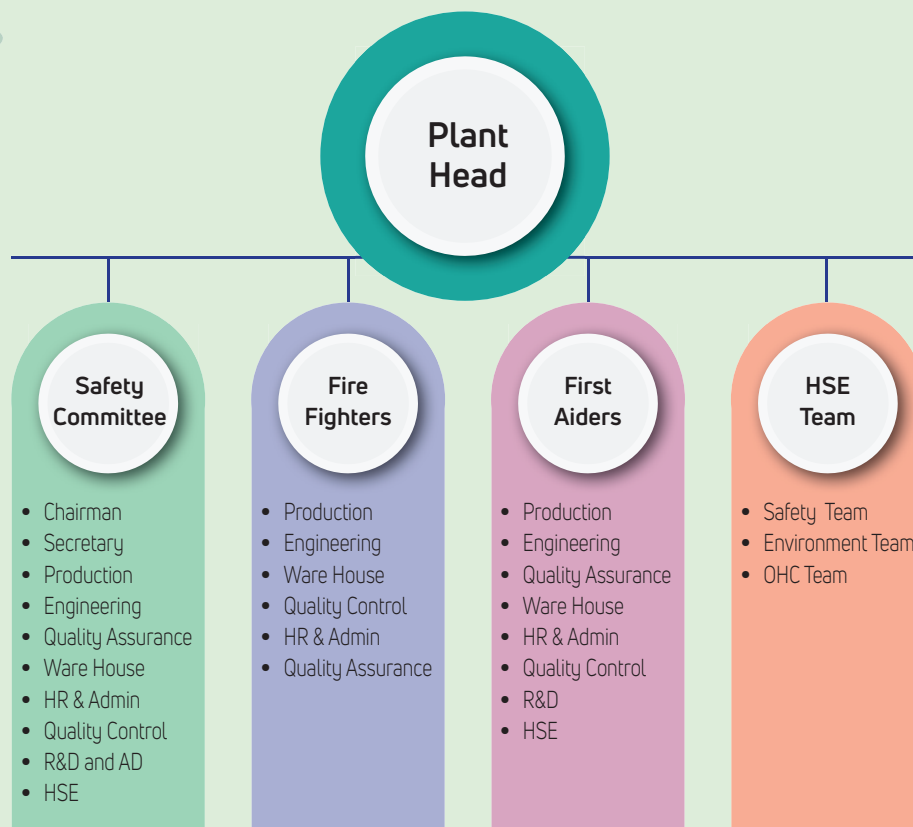 Plant
Head
Safety
Committee
• Chairman
• Secretary
• Production
• Engineering
• Quality Assurance
• Ware House
• HR & Admin
• Quality Control
• R&D and AD
• HSE
Fire
Fighters
• Production
• Engineering
• Ware House
• Quality Control
• HR & Admin
• Quality Assurance
First
Aiders
• Production
• Engineering
• Quality Assurance
• Ware House
• HR & Admin
• Quality Control
• R&D
• HSE
HSE
Team
• Safety Team
• Environment Team
• OHC Team